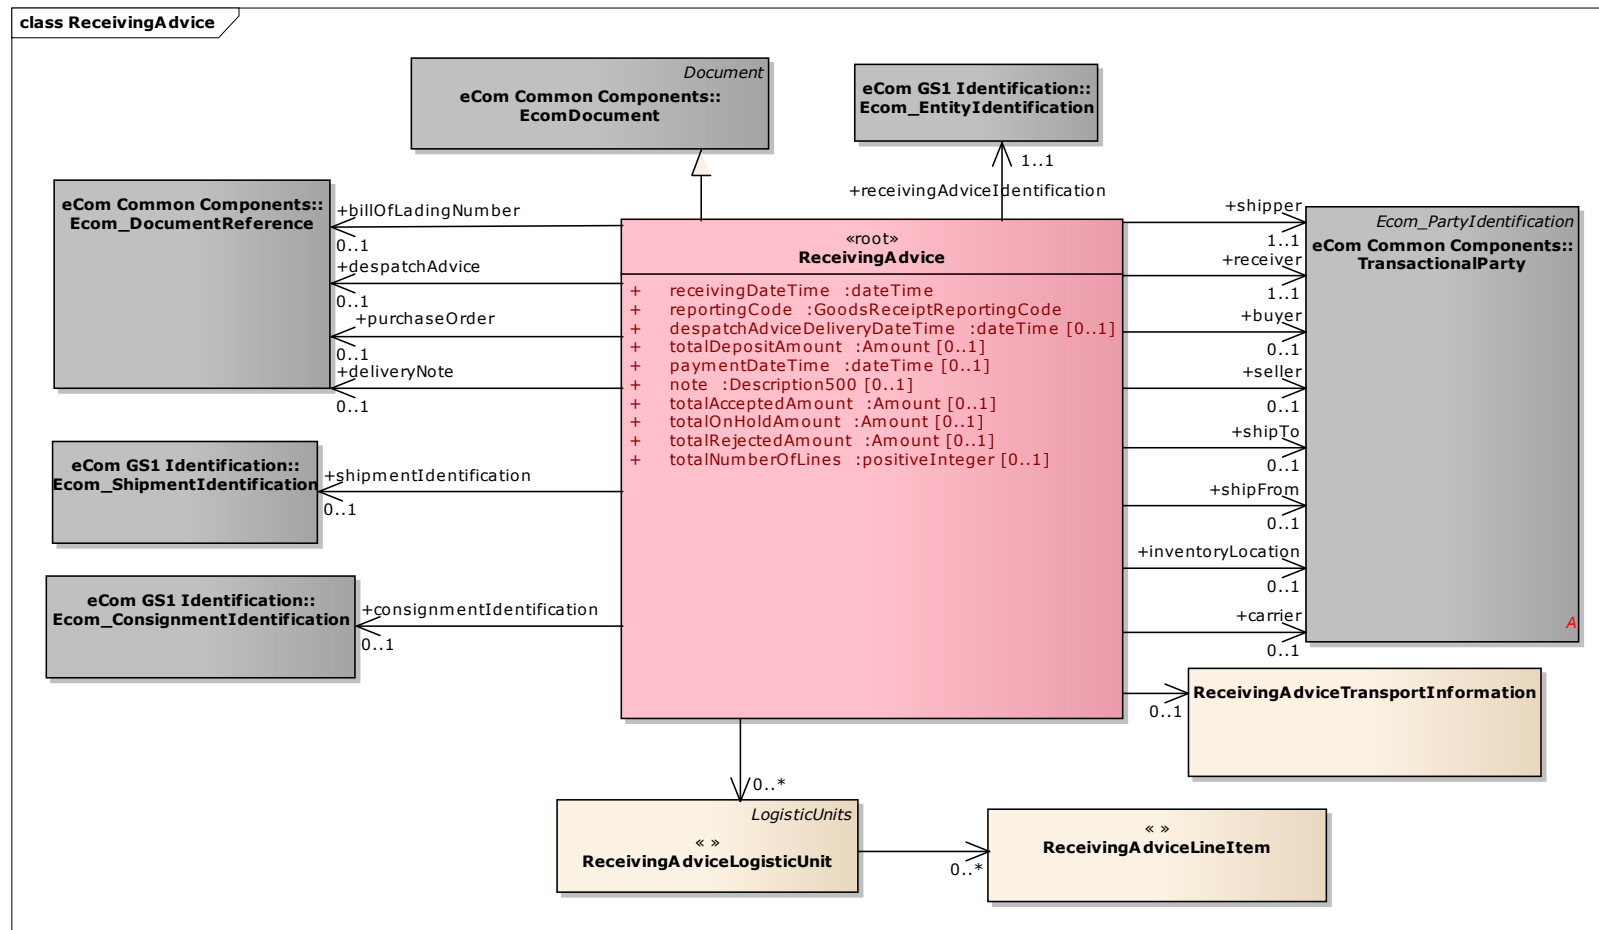 class ReceivingAdvice
Document
eCom Common Components::
EcomDocument
eCom GS1 Identification::
Ecom_EntityIdentification
1..1
+receivingAdviceIdentification
eCom Common Components::
Ecom_DocumentReference
+billOfLadingNumber
0..1
+despatchAdvice
0..1
+purchaseOrder
0..1
+deliveryNote
0..1
eCom GS1 Identification::
Ecom_ShipmentIdentification
+shipmentIdentification
0..1
eCom GS1 Identification::
Ecom_ConsignmentIdentification
+consignmentIdentification
0..1
«root»
ReceivingAdvice
+ receivingDateTime :dateTime
+ reportingCode :GoodsReceiptReportingCode
+ despatchAdviceDeliveryDateTime :dateTime [0..1]
+ totalDepositAmount :Amount [0..1]
+ paymentDateTime :dateTime [0..1]
+ note :Description500 [0..1]
+ totalAcceptedAmount :Amount [0..1]
+ totalOnHoldAmount :Amount [0..1]
+ totalRejectedAmount :Amount [0..1]
+ totalNumberOfLines :positiveInteger [0..1]
+shipper
1..1
+receiver
1..1
+buyer
0..1
+seller
0..1
+shipTo
0..1
+shipFrom
0..1
+inventoryLocation
0..1
+carrier
0..1
Ecom_PartyIdentification
eCom Common Components::
TransactionalParty
A
0..1
ReceivingAdviceTransportInformation
0..*
LogisticUnits
« »
ReceivingAdviceLogisticUnit
0..*
« »
ReceivingAdviceLineItem